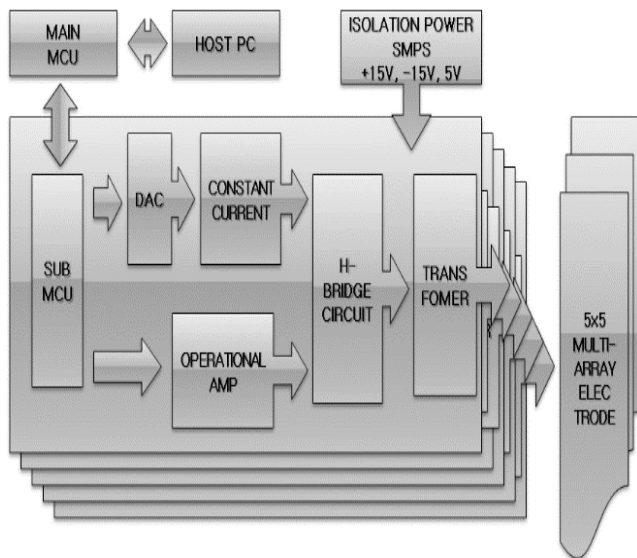 MAIN
MCU
HOST PC
ISOLATION POWER
SMPS
+15V, -15V, 5V
SUB
MCU
DAC
CONSTANT
CURRENT
OPERATIONAL
AMP
H-
BRIDGE
CIRCUIT
TRANS
FOMER
5x5
MULTI-
ARRAY
ELEC
TRODE